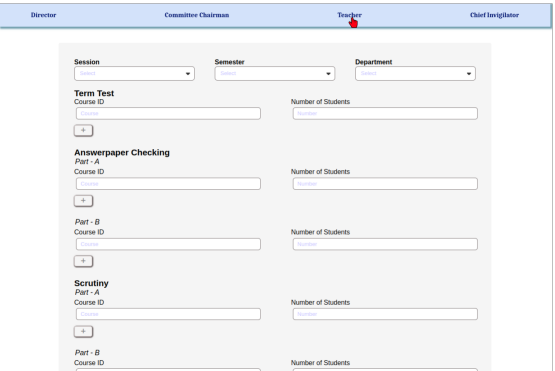 Director Committee Chairman Teacher Chief Invigilator
Session Semester Department
Select Select Select
Term Test
Course ID Number of Students
Course Number
+
Answerpaper Checking
Part - A
Course ID Number of Students
Course Number
+
Part - B
Course ID Number of Students
Course Number
+
Scrutiny
Part - A
Course ID Number of Students
Course Number
+
Part - B
Course ID Number of Students